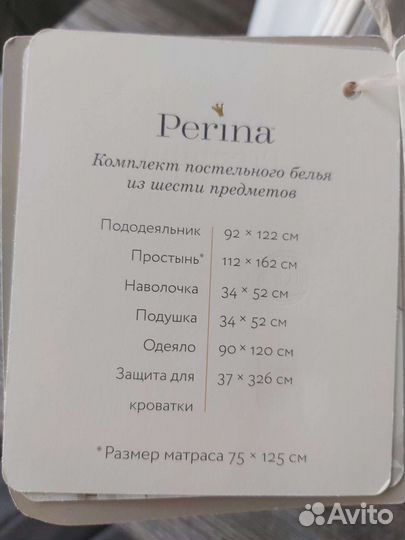 Perina
Комплект постельного белья
из шести предметов
Пододеяльник 92 × 122 см
Простынь* 112 × 162 см
Наволочка 34 × 52 см
Подушка 34 × 52 см
Одеяло 90 × 120 см
Защита для 37 × 326 см
кроватки
*Размер матраса 75 × 125 см
Avito